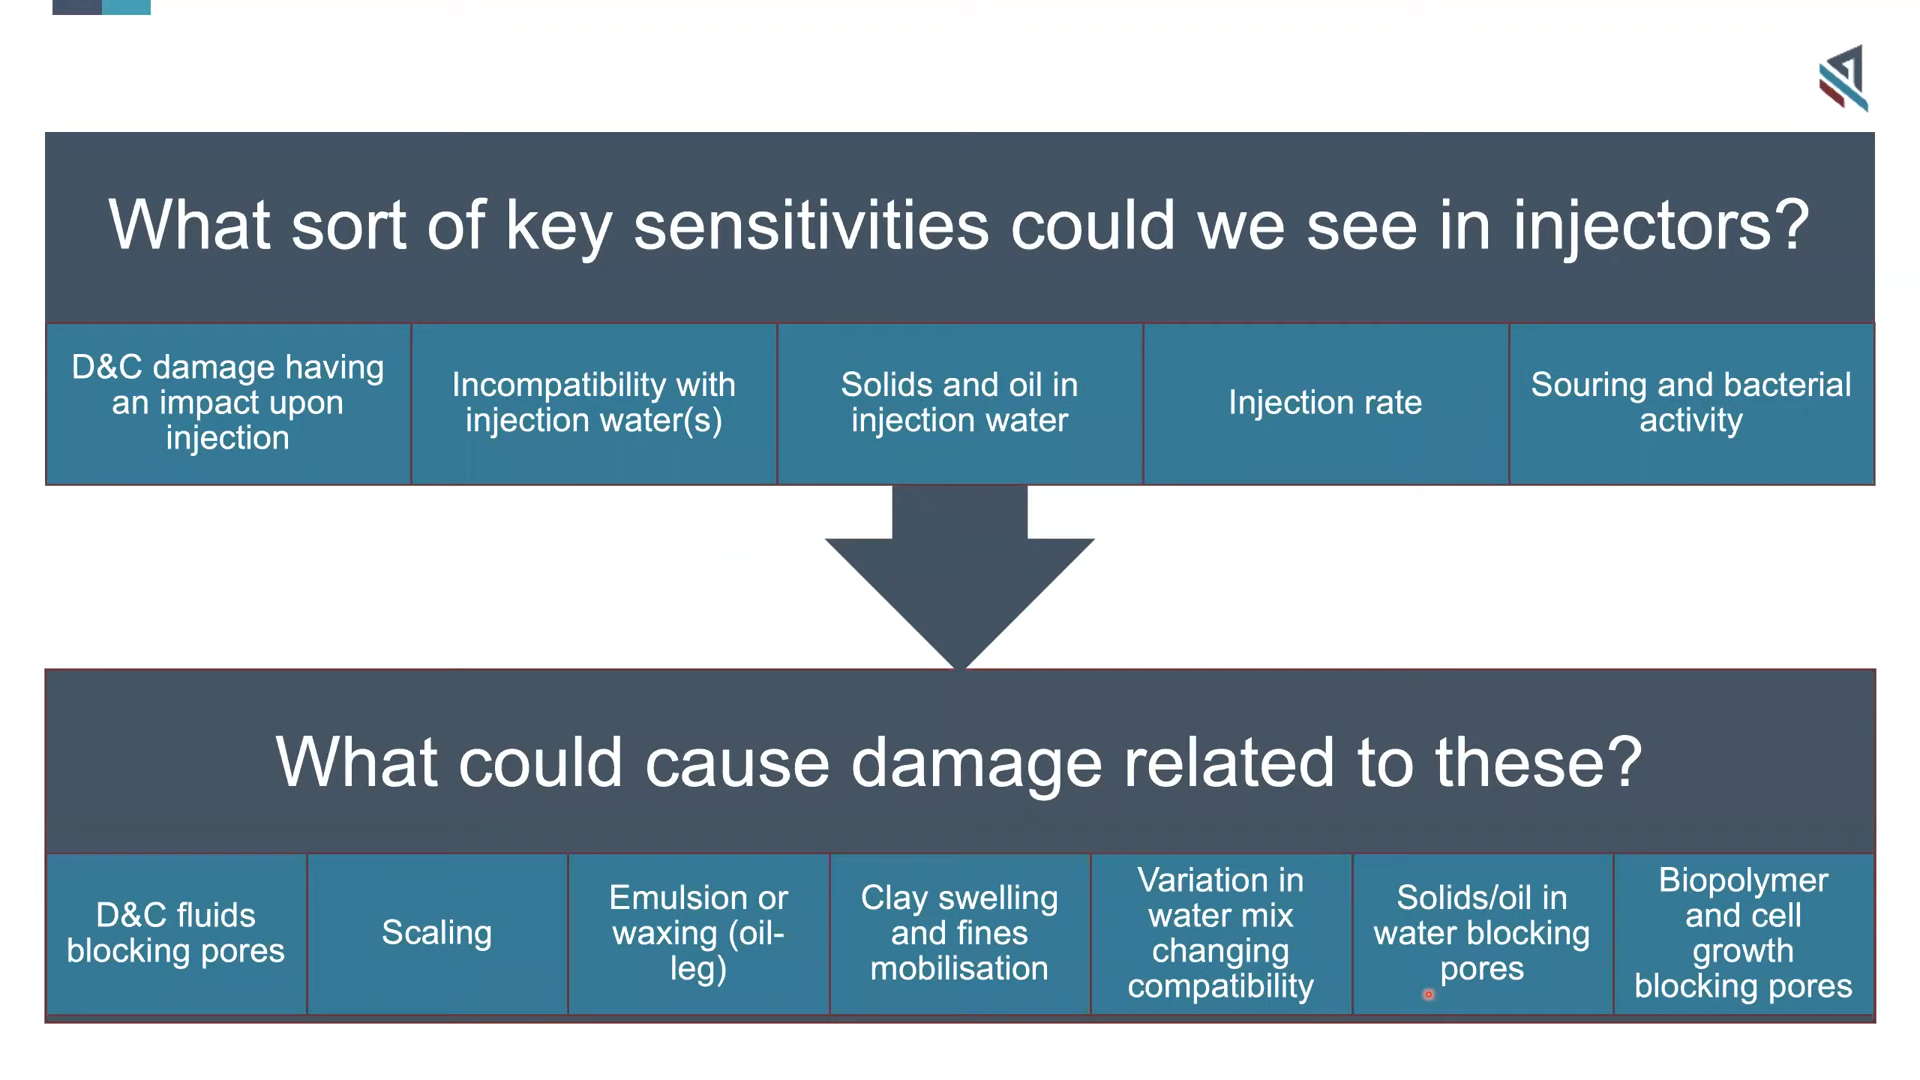 What sort of key sensitivities could we see in injectors?
D&C damage having
an impact upon
injection
Incompatibility with
injection water(s)
Solids and oil in
injection water
Injection rate
Souring and bacterial
activity
What could cause damage related to these?
D&C fluids
blocking pores
Scaling
Emulsion or
waxing (oil-
leg)
Clay swelling
and fines
mobilisation
Variation in
water mix
changing
compatibility
Solids/oil in
water blocking
pores
Biopolymer
and cell
growth
blocking pores